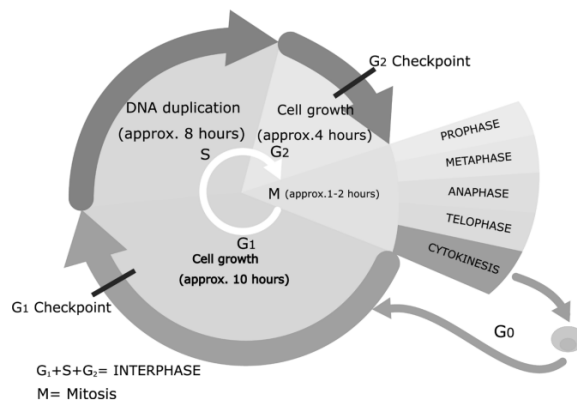 G₂ Checkpoint
DNA duplication
(approx. 8 hours)
S
Cell growth
(approx.4 hours)
G₂
PROPHASE
METAPHASE
ANAPHASE
TELOPHASE
CYTOKINESIS
M (approx.1-2 hours)
G₁
Cell growth
(approx. 10 hours)
G₁ Checkpoint
G₀
G₁+S+G₂= INTERPHASE
M= Mitosis